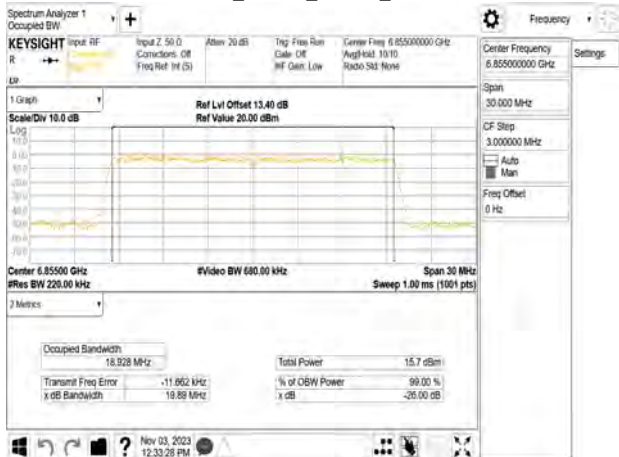 Spectrum Analyzer 1
Occupied BW
+
Frequency
KEYSIGHT Input: RF
R
Input Z: 50 Ω
Corrections: Off
Freq Ref: Int (S)
Atten: 20 dB
Trig: Free Run
Gate: Off
#IF Gain: Low
Center Freq: 6.855000000 GHz
Avg|Hold: 10/10
Radio Std: None
Center Frequency
6.855000000 GHz
Settings
Span
30.000 MHz
CF Step
3.000000 MHz
Auto
Man
Freq Offset
0 Hz
1 Graph
Scale/Div 10.0 dB
Ref Lvl Offset 13.40 dB
Ref Value 20.00 dBm
Log
10.0
0.00
Center 6.85500 GHz
#Res BW 220.00 kHz
#Video BW 680.00 kHz
Span 30 MHz
Sweep 1.00 ms (1001 pts)
2 Metrics
Occupied Bandwidth
18.928 MHz
Total Power 15.7 dBm
Transmit Freq Error -11.662 kHz
% of OBW Power 99.00 %
x dB Bandwidth 19.89 MHz
x dB -26.00 dB
?
Nov 03, 2023
12:33:28 PM